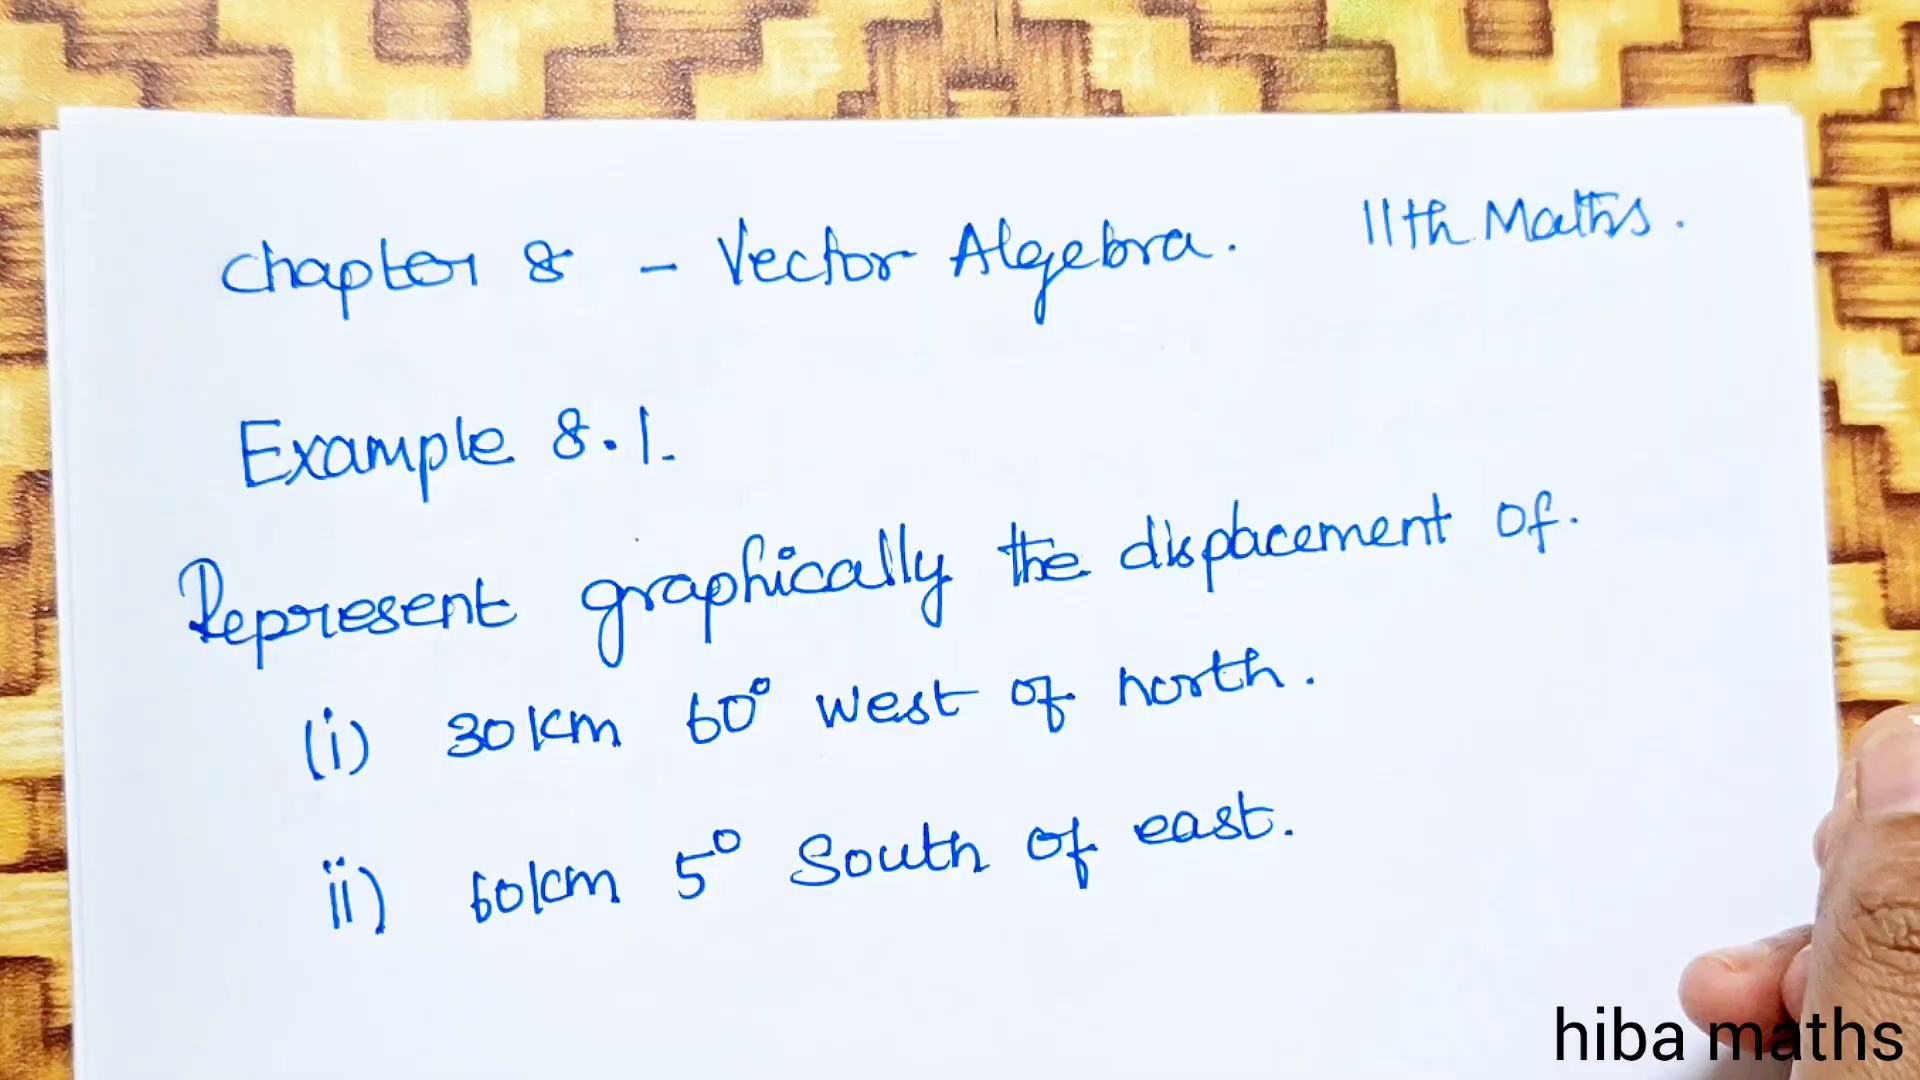 Chapter 8 - Vector Algebra. 11th Maths.
Example 8.1.
Represent graphically the displacement of.
(i) 30km 60° west of north.
ii) 60km 5° South of east.
hiba maths